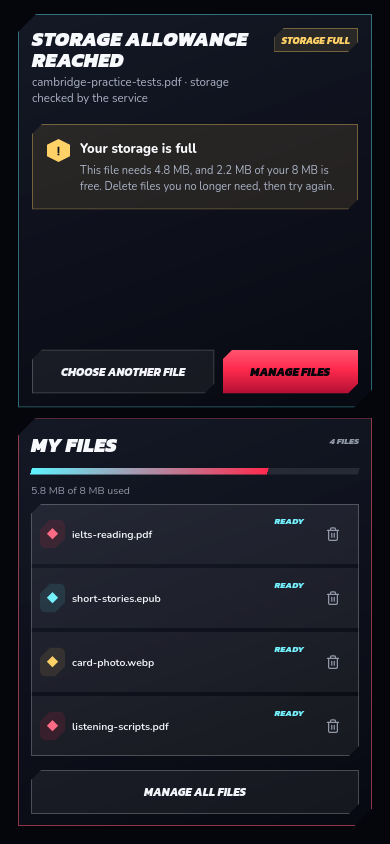 STORAGE ALLOWANCE
REACHED
STORAGE FULL
cambridge-practice-tests.pdf · storage
checked by the service
!
Your storage is full
This file needs 4.8 MB, and 2.2 MB of your 8 MB is
free. Delete files you no longer need, then try again.
CHOOSE ANOTHER FILE
MANAGE FILES
MY FILES
4 FILES
5.8 MB of 8 MB used
READY
ielts-reading.pdf
READY
short-stories.epub
READY
card-photo.webp
READY
listening-scripts.pdf
MANAGE ALL FILES